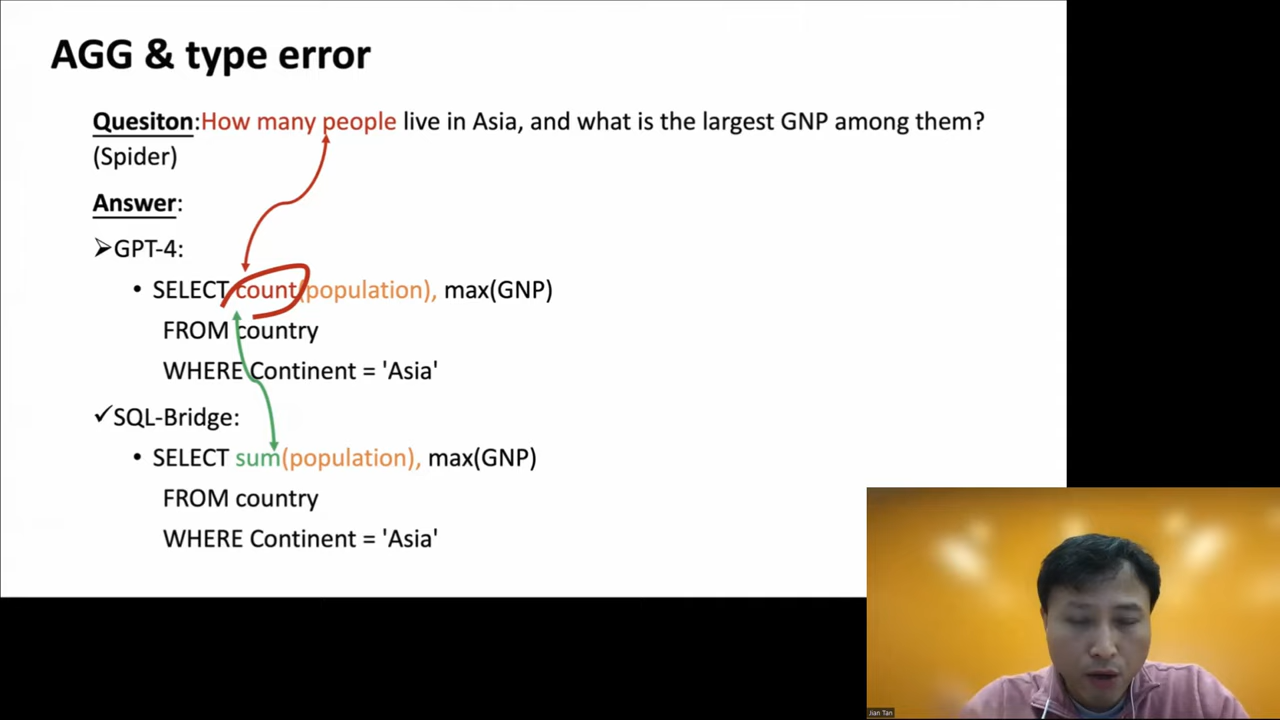 AGG & type error
Quesiton:How many people live in Asia, and what is the largest GNP among them?
(Spider)
Answer:
➢GPT-4:
• SELECT count(population), max(GNP)
FROM country
WHERE Continent = 'Asia'
✓SQL-Bridge:
• SELECT sum(population), max(GNP)
FROM country
WHERE Continent = 'Asia'
Jian Tan